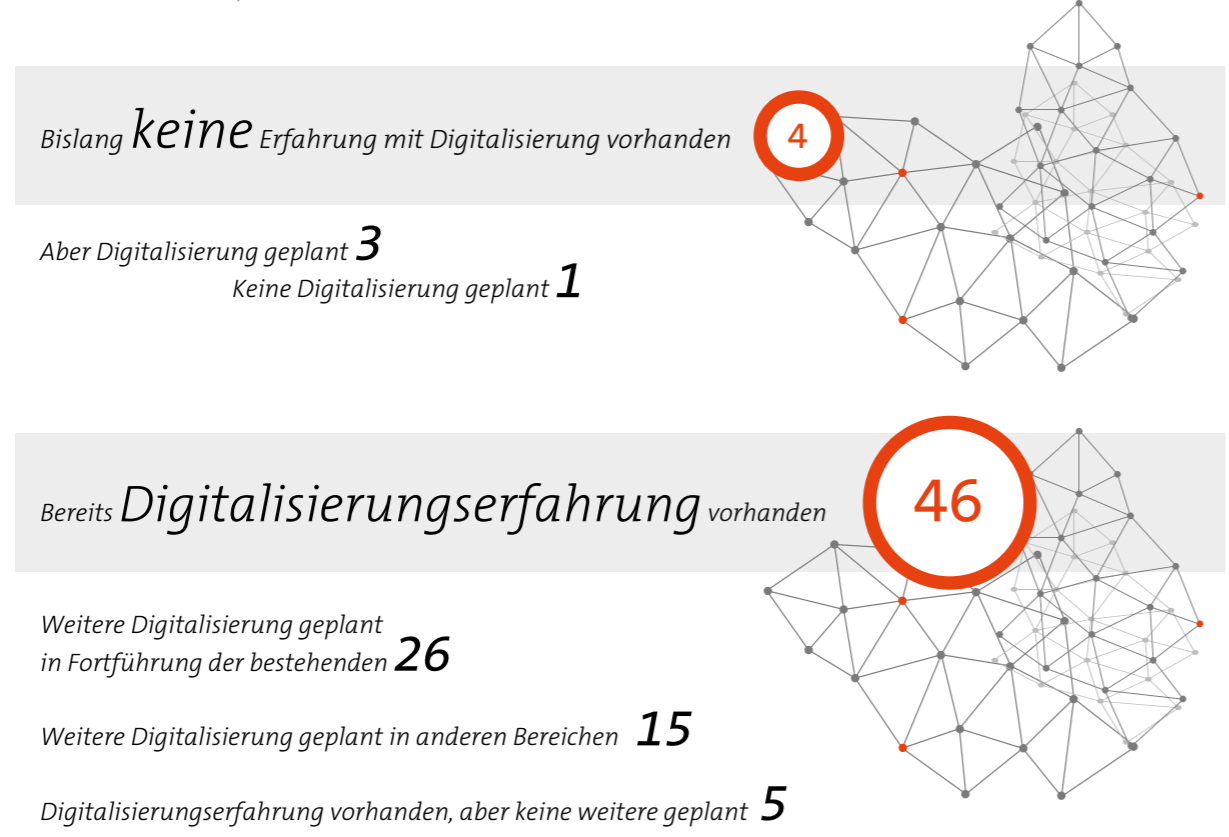 Bislang keine Erfahrung mit Digitalisierung vorhanden
4
Aber Digitalisierung geplant 3
Keine Digitalisierung geplant 1
Bereits Digitalisierungserfahrung vorhanden
46
Weitere Digitalisierung geplant
in Fortführung der bestehenden 26
Weitere Digitalisierung geplant in anderen Bereichen 15
Digitalisierungserfahrung vorhanden, aber keine weitere geplant 5